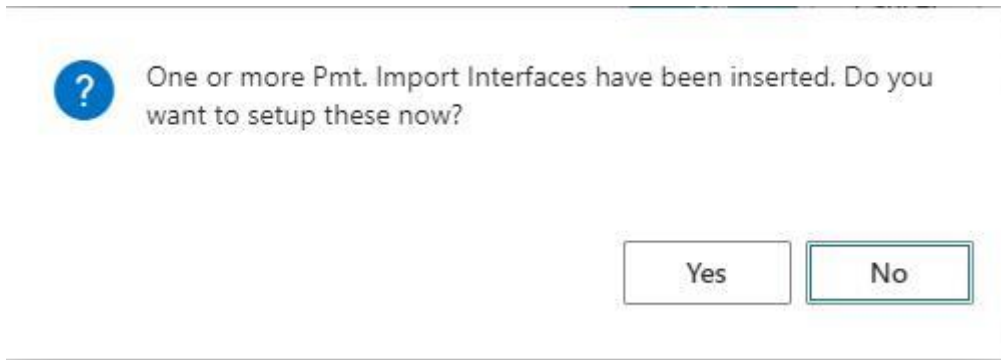 One or more Pmt. Import Interfaces have been inserted. Do you
want to setup these now?
Yes
No